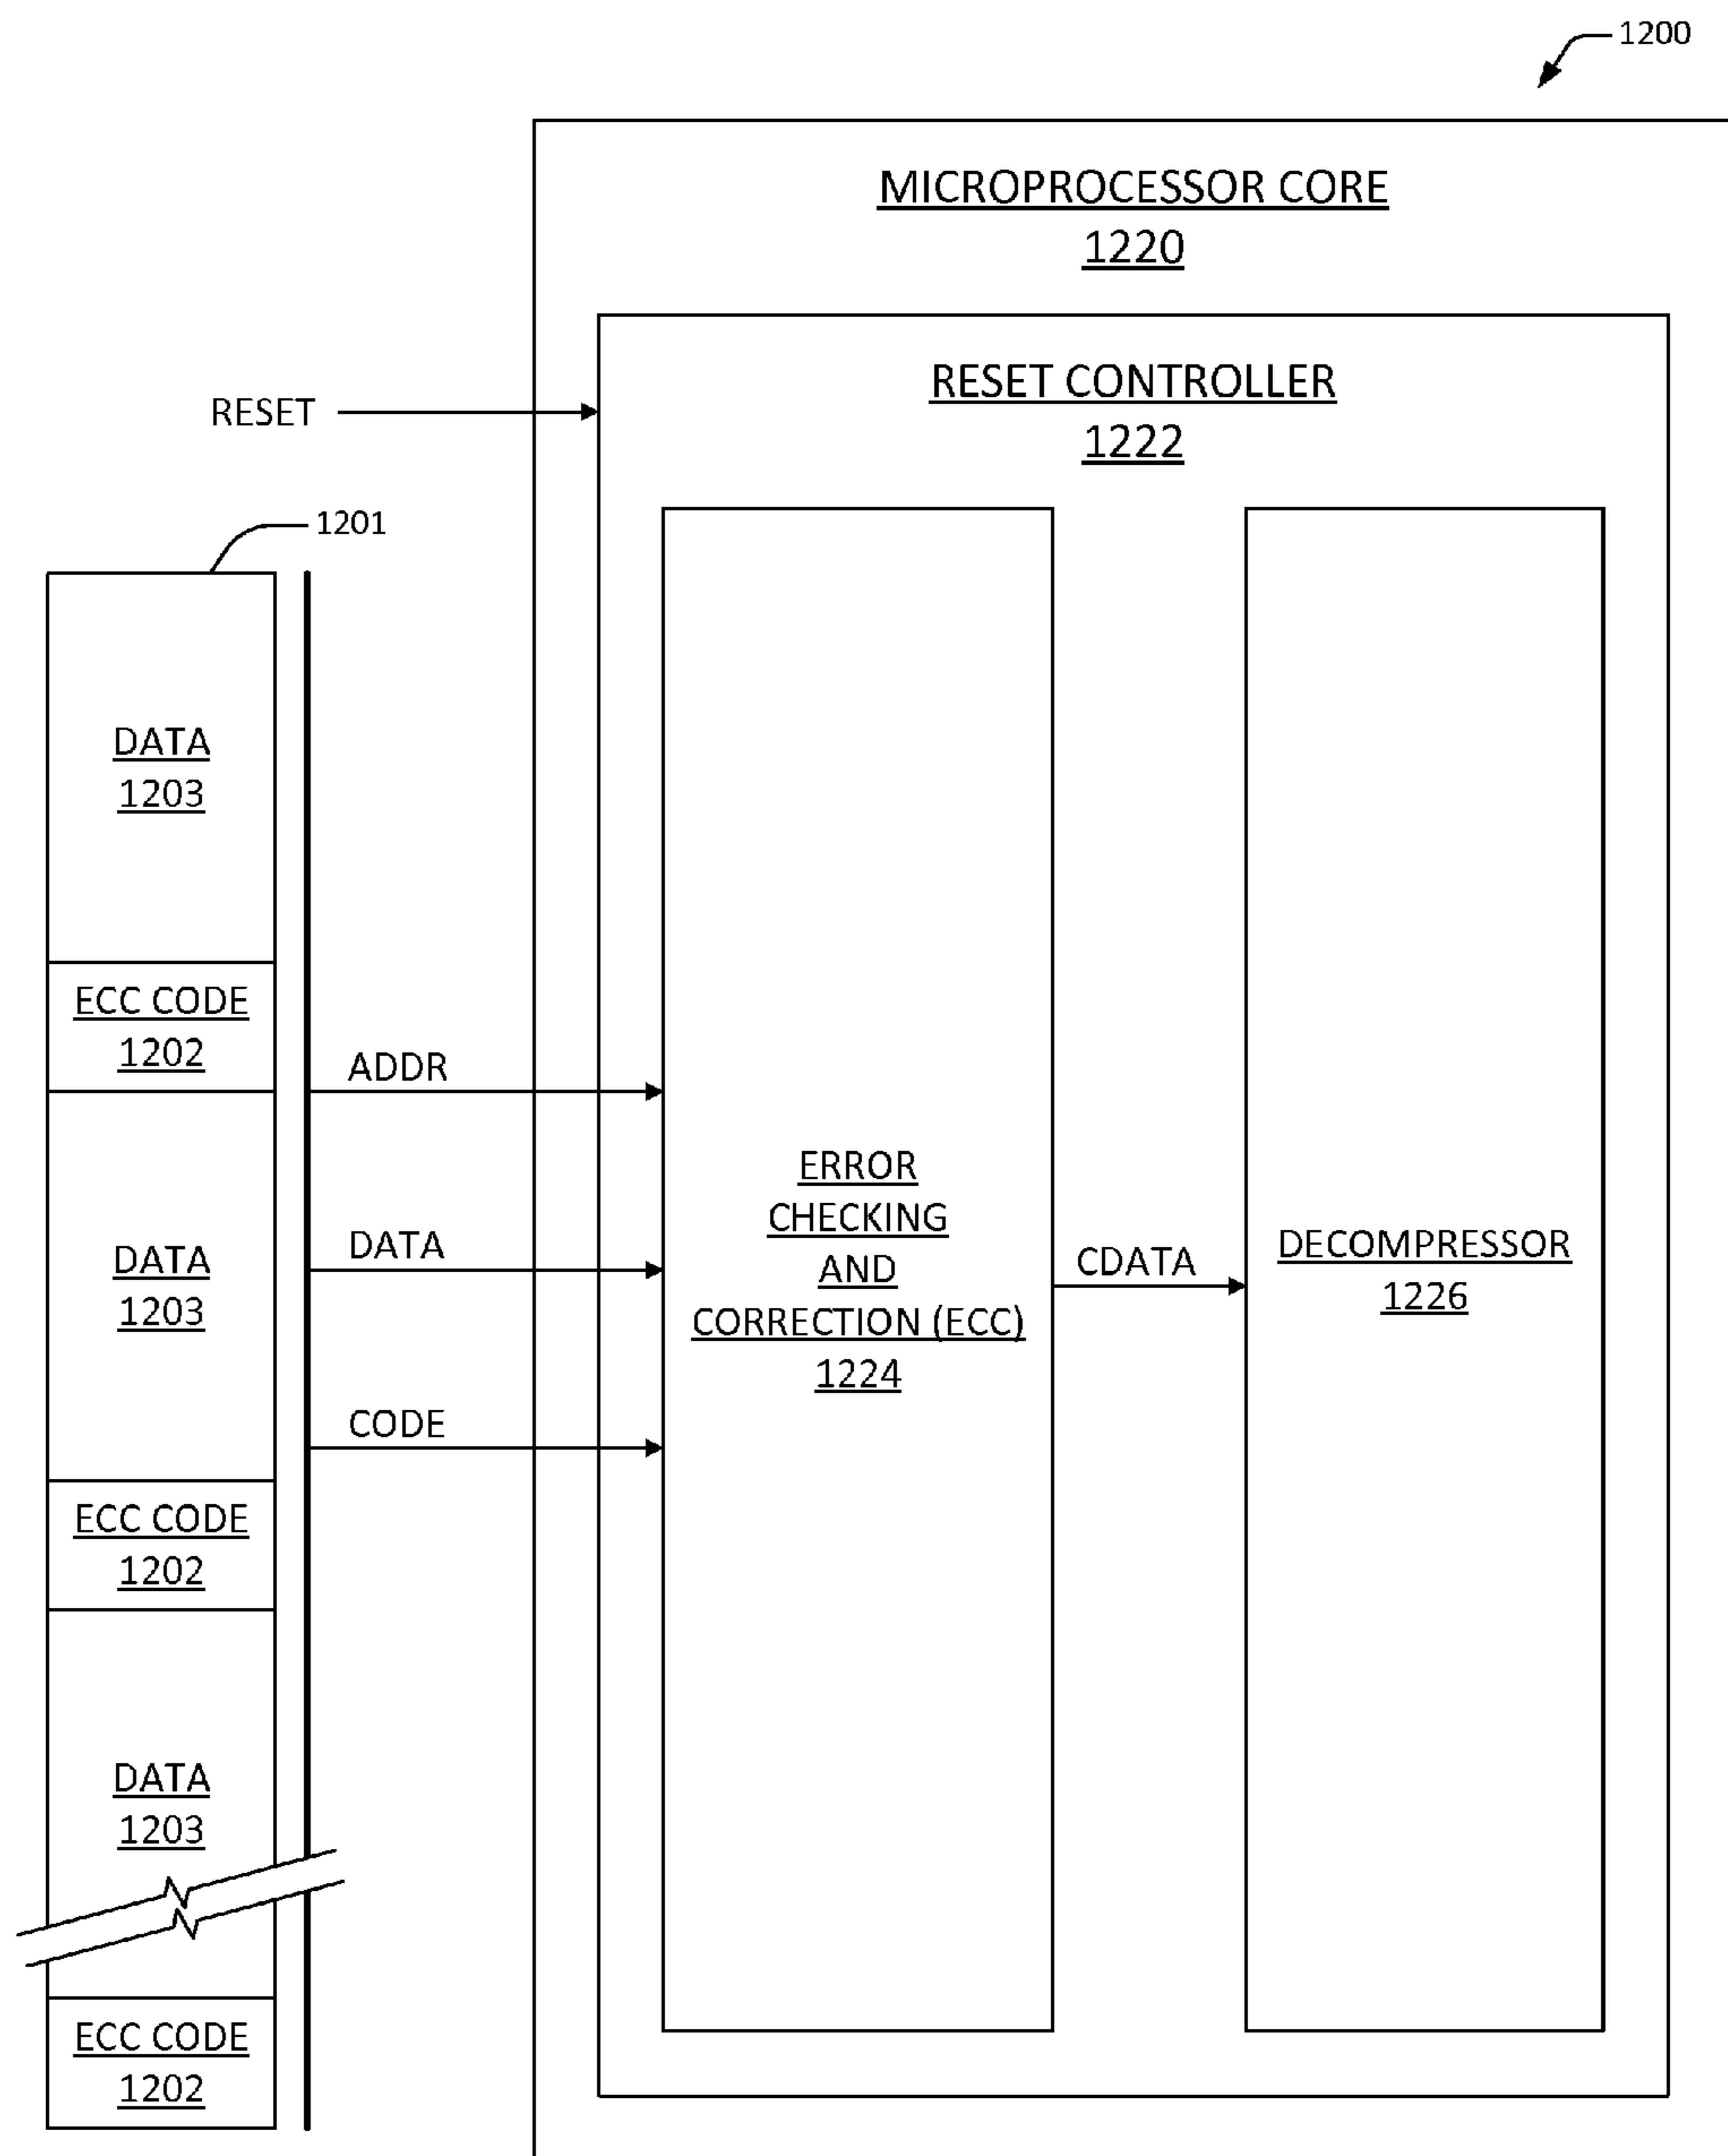 1200
MICROPROCESSOR CORE
1220
RESET CONTROLLER
1222
RESET
1201
DATA
1203
ECC CODE
1202
DATA
1203
ECC CODE
1202
DATA
1203
ECC CODE
1202
ADDR
DATA
CODE
ERROR
CHECKING
AND
CORRECTION (ECC)
1224
CDATA
DECOMPRESSOR
1226